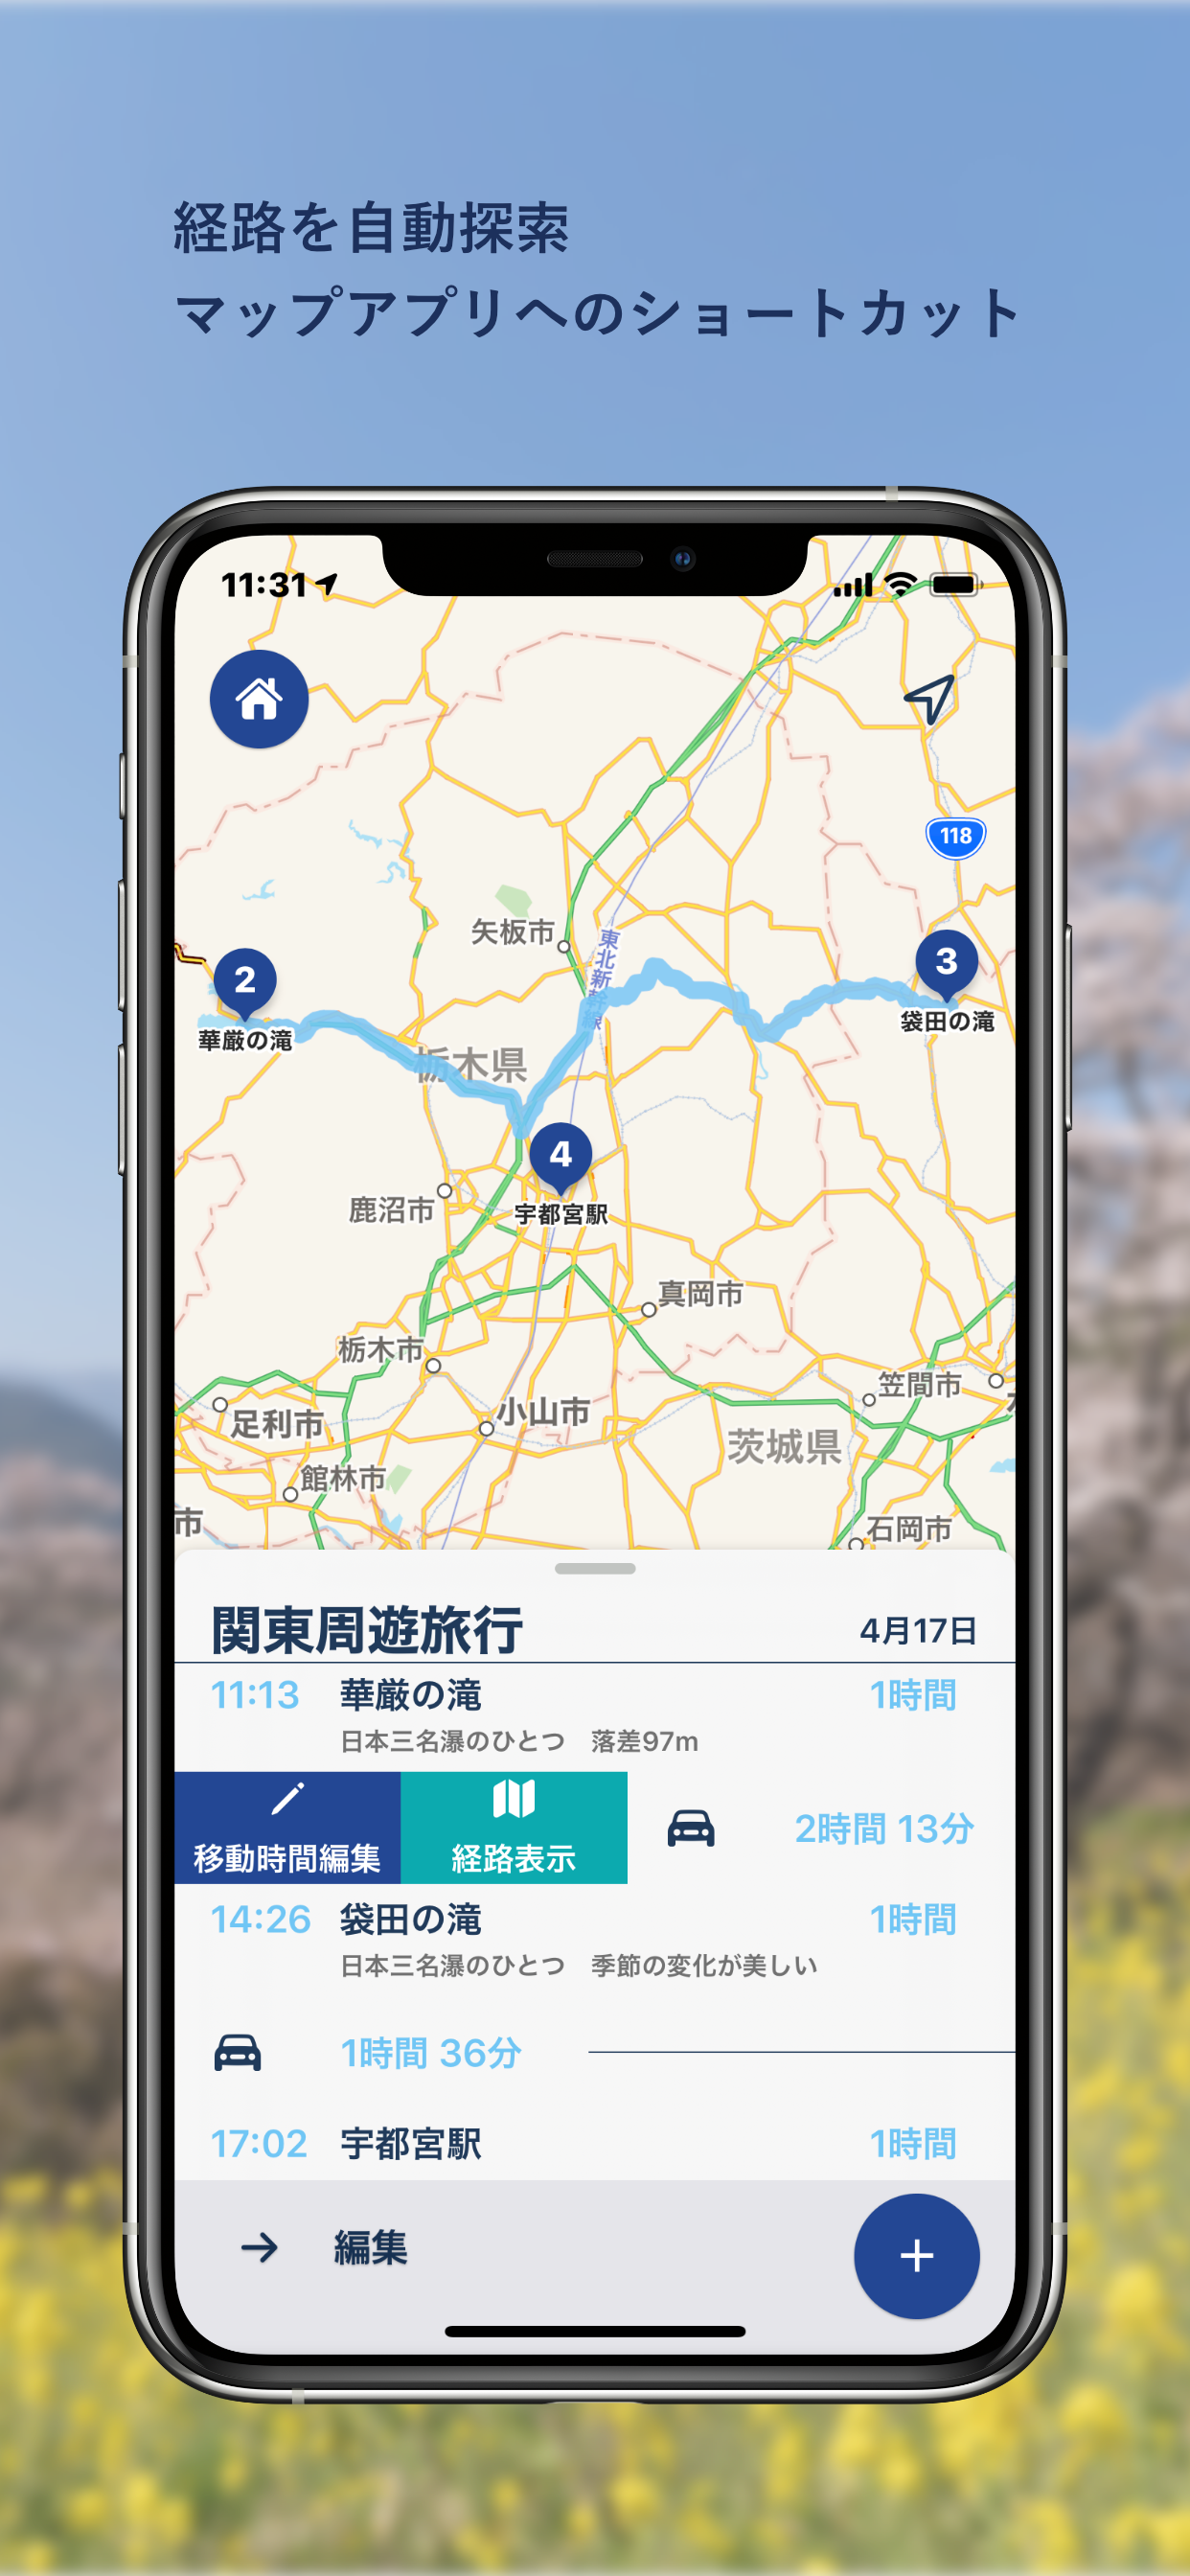 経路を自動探索
マップアプリへのショートカット
11:31
118
矢板市
東北新幹線
2
華厳の滝
3
袋田の滝
栃木県
4
宇都宮駅
鹿沼市
真岡市
栃木市
笠間市
足利市
小山市
茨城県
館林市
市
石岡市
関東周遊旅行 4月17日
11:13 華厳の滝 1時間
日本三名瀑のひとつ 落差97m
移動時間編集 経路表示 2時間 13分
14:26 袋田の滝 1時間
日本三名瀑のひとつ 季節の変化が美しい
1時間 36分
17:02 宇都宮駅 1時間
編集